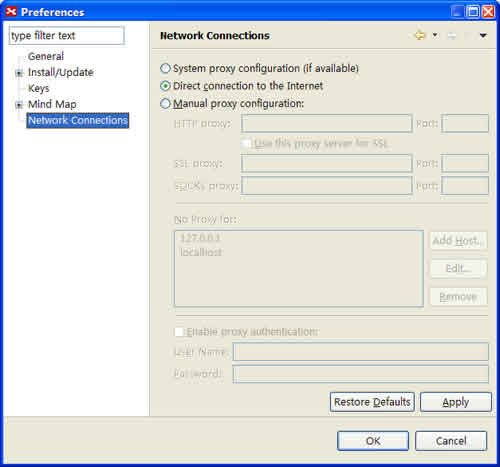 Preferences
type filter text
General
Install/Update
Keys
Mind Map
Network Connections
Network Connections
System proxy configuration (if available)
Direct connection to the Internet
Manual proxy configuration:
HTTP proxy: Port:
Use this proxy server for SSL
SSL proxy: Port:
SOCKS proxy: Port:
No Proxy for:
127.0.0.1
localhost
Add Host...
Edit...
Remove
Enable proxy authentication:
User Name:
Password:
Restore Defaults Apply
OK Cancel